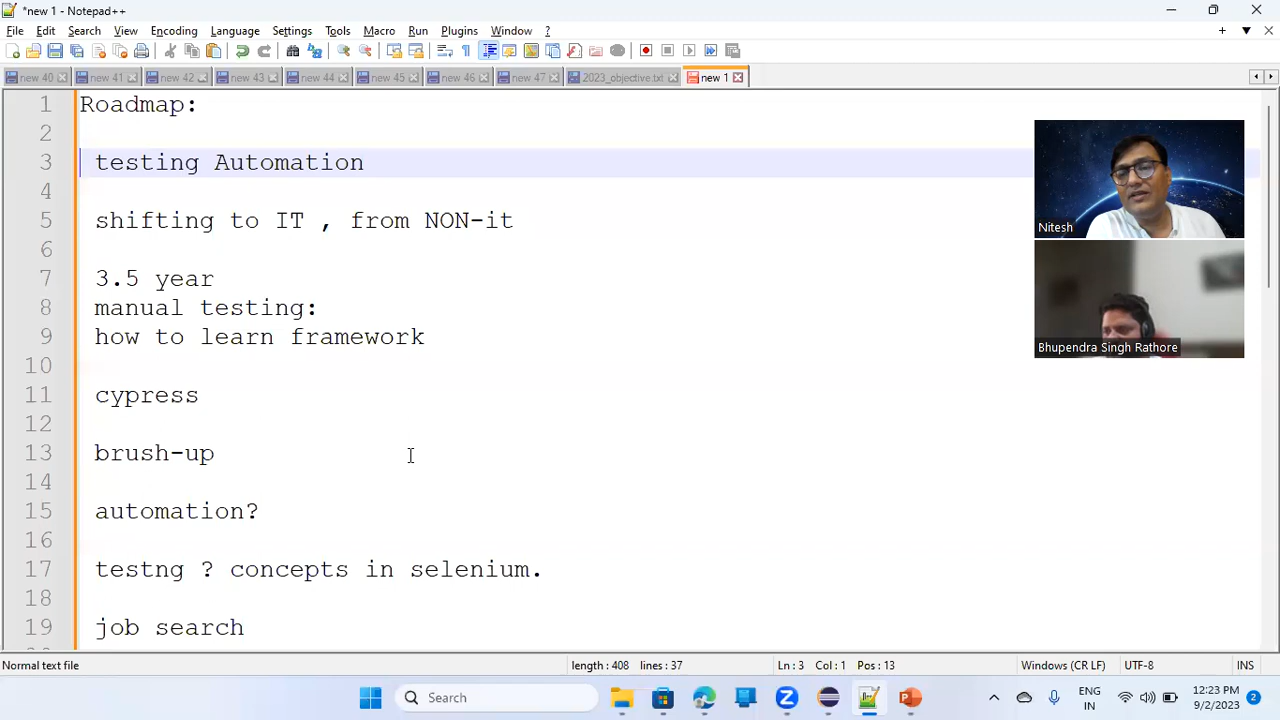 *new 1 - Notepad++
File Edit Search View Encoding Language Settings Tools Macro Run Plugins Window ?
new 40 new 41 new 42 new 43 new 44 new 45 new 46 new 47 2023_objective.txt new 1
1 Roadmap:
2
3 testing Automation
4
5 shifting to IT , from NON-it
6
7 3.5 year
8 manual testing:
9 how to learn framework
10
11 cypress
12
13 brush-up
14
15 automation?
16
17 testng ? concepts in selenium.
18
19 job search
Nitesh
Bhupendra Singh Rathore
Normal text file length : 408 lines : 37 Ln : 3 Col : 1 Pos : 13 Windows (CR LF) UTF-8 INS
Search
ENG
IN
12:23 PM
9/2/2023
2